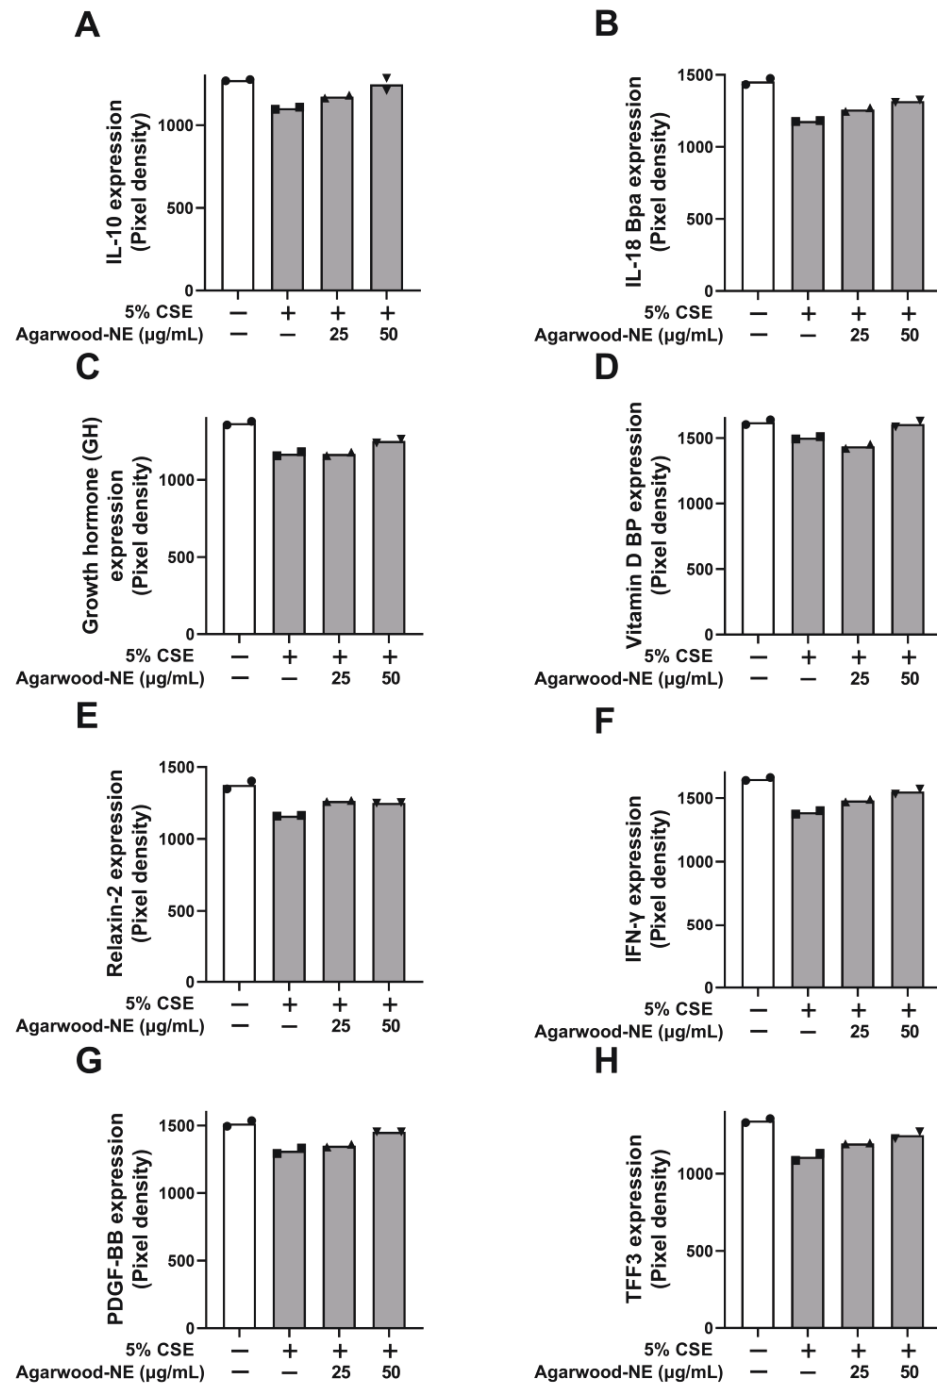 A
IL-10 expression
(Pixel density)
1000
500
0
5% CSE — + + +
Agarwood-NE (µg/mL) — — 25 50
B
IL-18 Bpa expression
(Pixel density)
1500
1000
500
0
5% CSE — + + +
Agarwood-NE (µg/mL) — — 25 50
C
Growth hormone (GH)
expression
(Pixel density)
1000
500
0
5% CSE — + + +
Agarwood-NE (µg/mL) — — 25 50
D
Vitamin D BP expression
(Pixel density)
1500
1000
500
0
5% CSE — + + +
Agarwood-NE (µg/mL) — — 25 50
E
Relaxin-2 expression
(Pixel density)
1500
1000
500
0
5% CSE — + + +
Agarwood-NE (µg/mL) — — 25 50
F
IFN-γ expression
(Pixel density)
1500
1000
500
0
5% CSE — + + +
Agarwood-NE (µg/mL) — — 25 50
G
PDGF-BB expression
(Pixel density)
1500
1000
500
0
5% CSE — + + +
Agarwood-NE (µg/mL) — — 25 50
H
TFF3 expression
(Pixel density)
1000
500
0
5% CSE — + + +
Agarwood-NE (µg/mL) — — 25 50